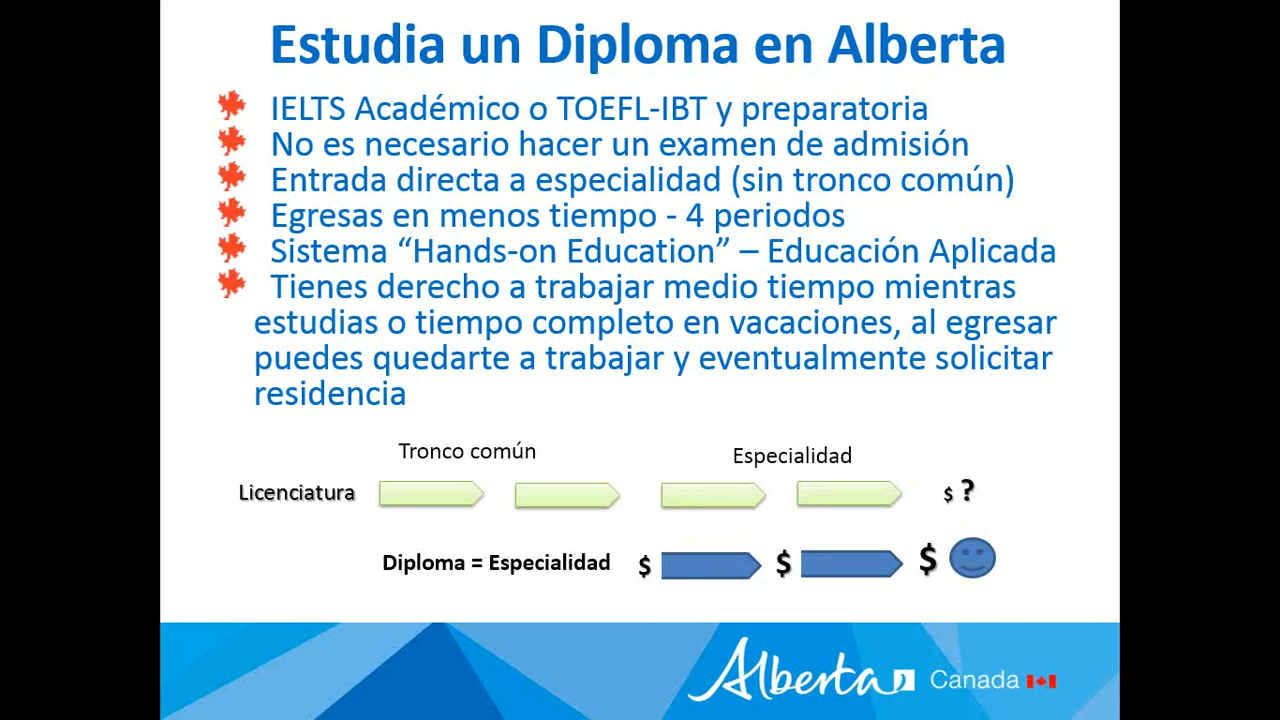 Estudia un Diploma en Alberta
IELTS Académico o TOEFL-IBT y preparatoria
No es necesario hacer un examen de admisión
Entrada directa a especialidad (sin tronco común)
Egresas en menos tiempo - 4 periodos
Sistema “Hands-on Education” – Educación Aplicada
Tienes derecho a trabajar medio tiempo mientras
estudias o tiempo completo en vacaciones, al egresar
puedes quedarte a trabajar y eventualmente solicitar
residencia
Tronco común Especialidad
Licenciatura $ ?
Diploma = Especialidad $ $ $
Alberta Canada